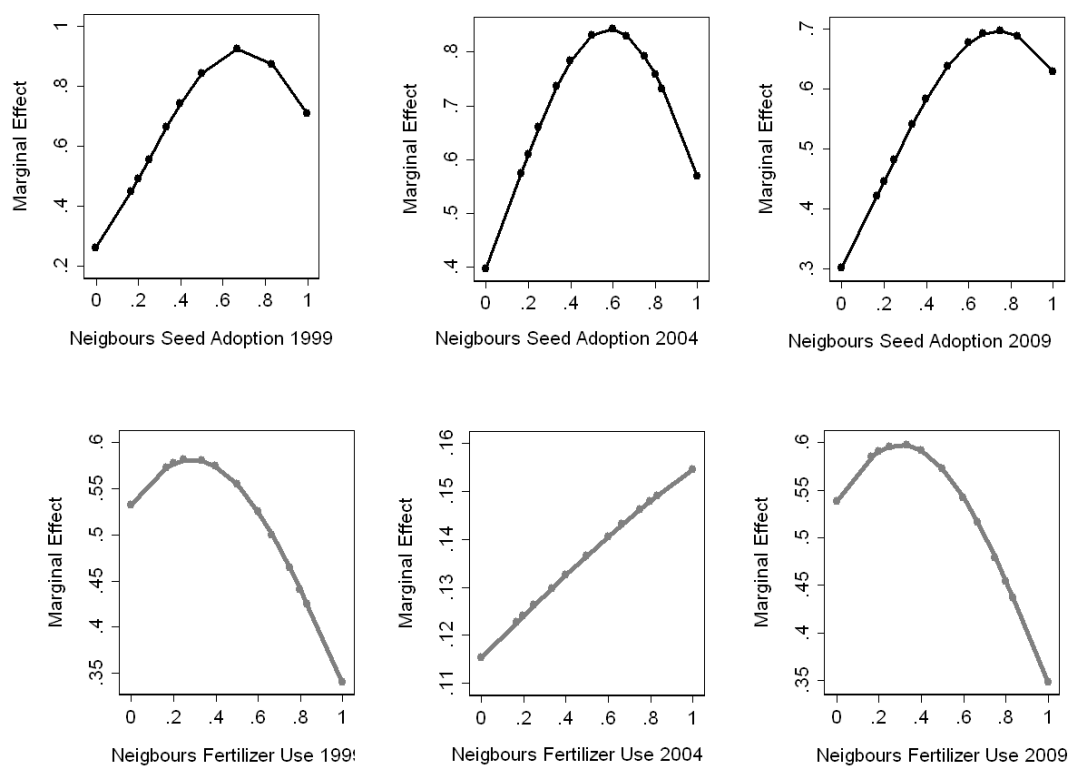 Marginal Effect
1
.8
.6
.4
.2
0 .2 .4 .6 .8 1
Neigbours Seed Adoption 1999
Marginal Effect
.8
.7
.6
.5
.4
0 .2 .4 .6 .8 1
Neigbours Seed Adoption 2004
Marginal Effect
.7
.6
.5
.4
.3
0 .2 .4 .6 .8 1
Neigbours Seed Adoption 2009
Marginal Effect
.6
.55
.5
.45
.4
.35
0 .2 .4 .6 .8 1
Neigbours Fertilizer Use 1999
Marginal Effect
.16
.15
.14
.13
.12
.11
0 .2 .4 .6 .8 1
Neigbours Fertilizer Use 2004
Marginal Effect
.6
.55
.5
.45
.4
.35
0 .2 .4 .6 .8 1
Neigbours Fertilizer Use 2009